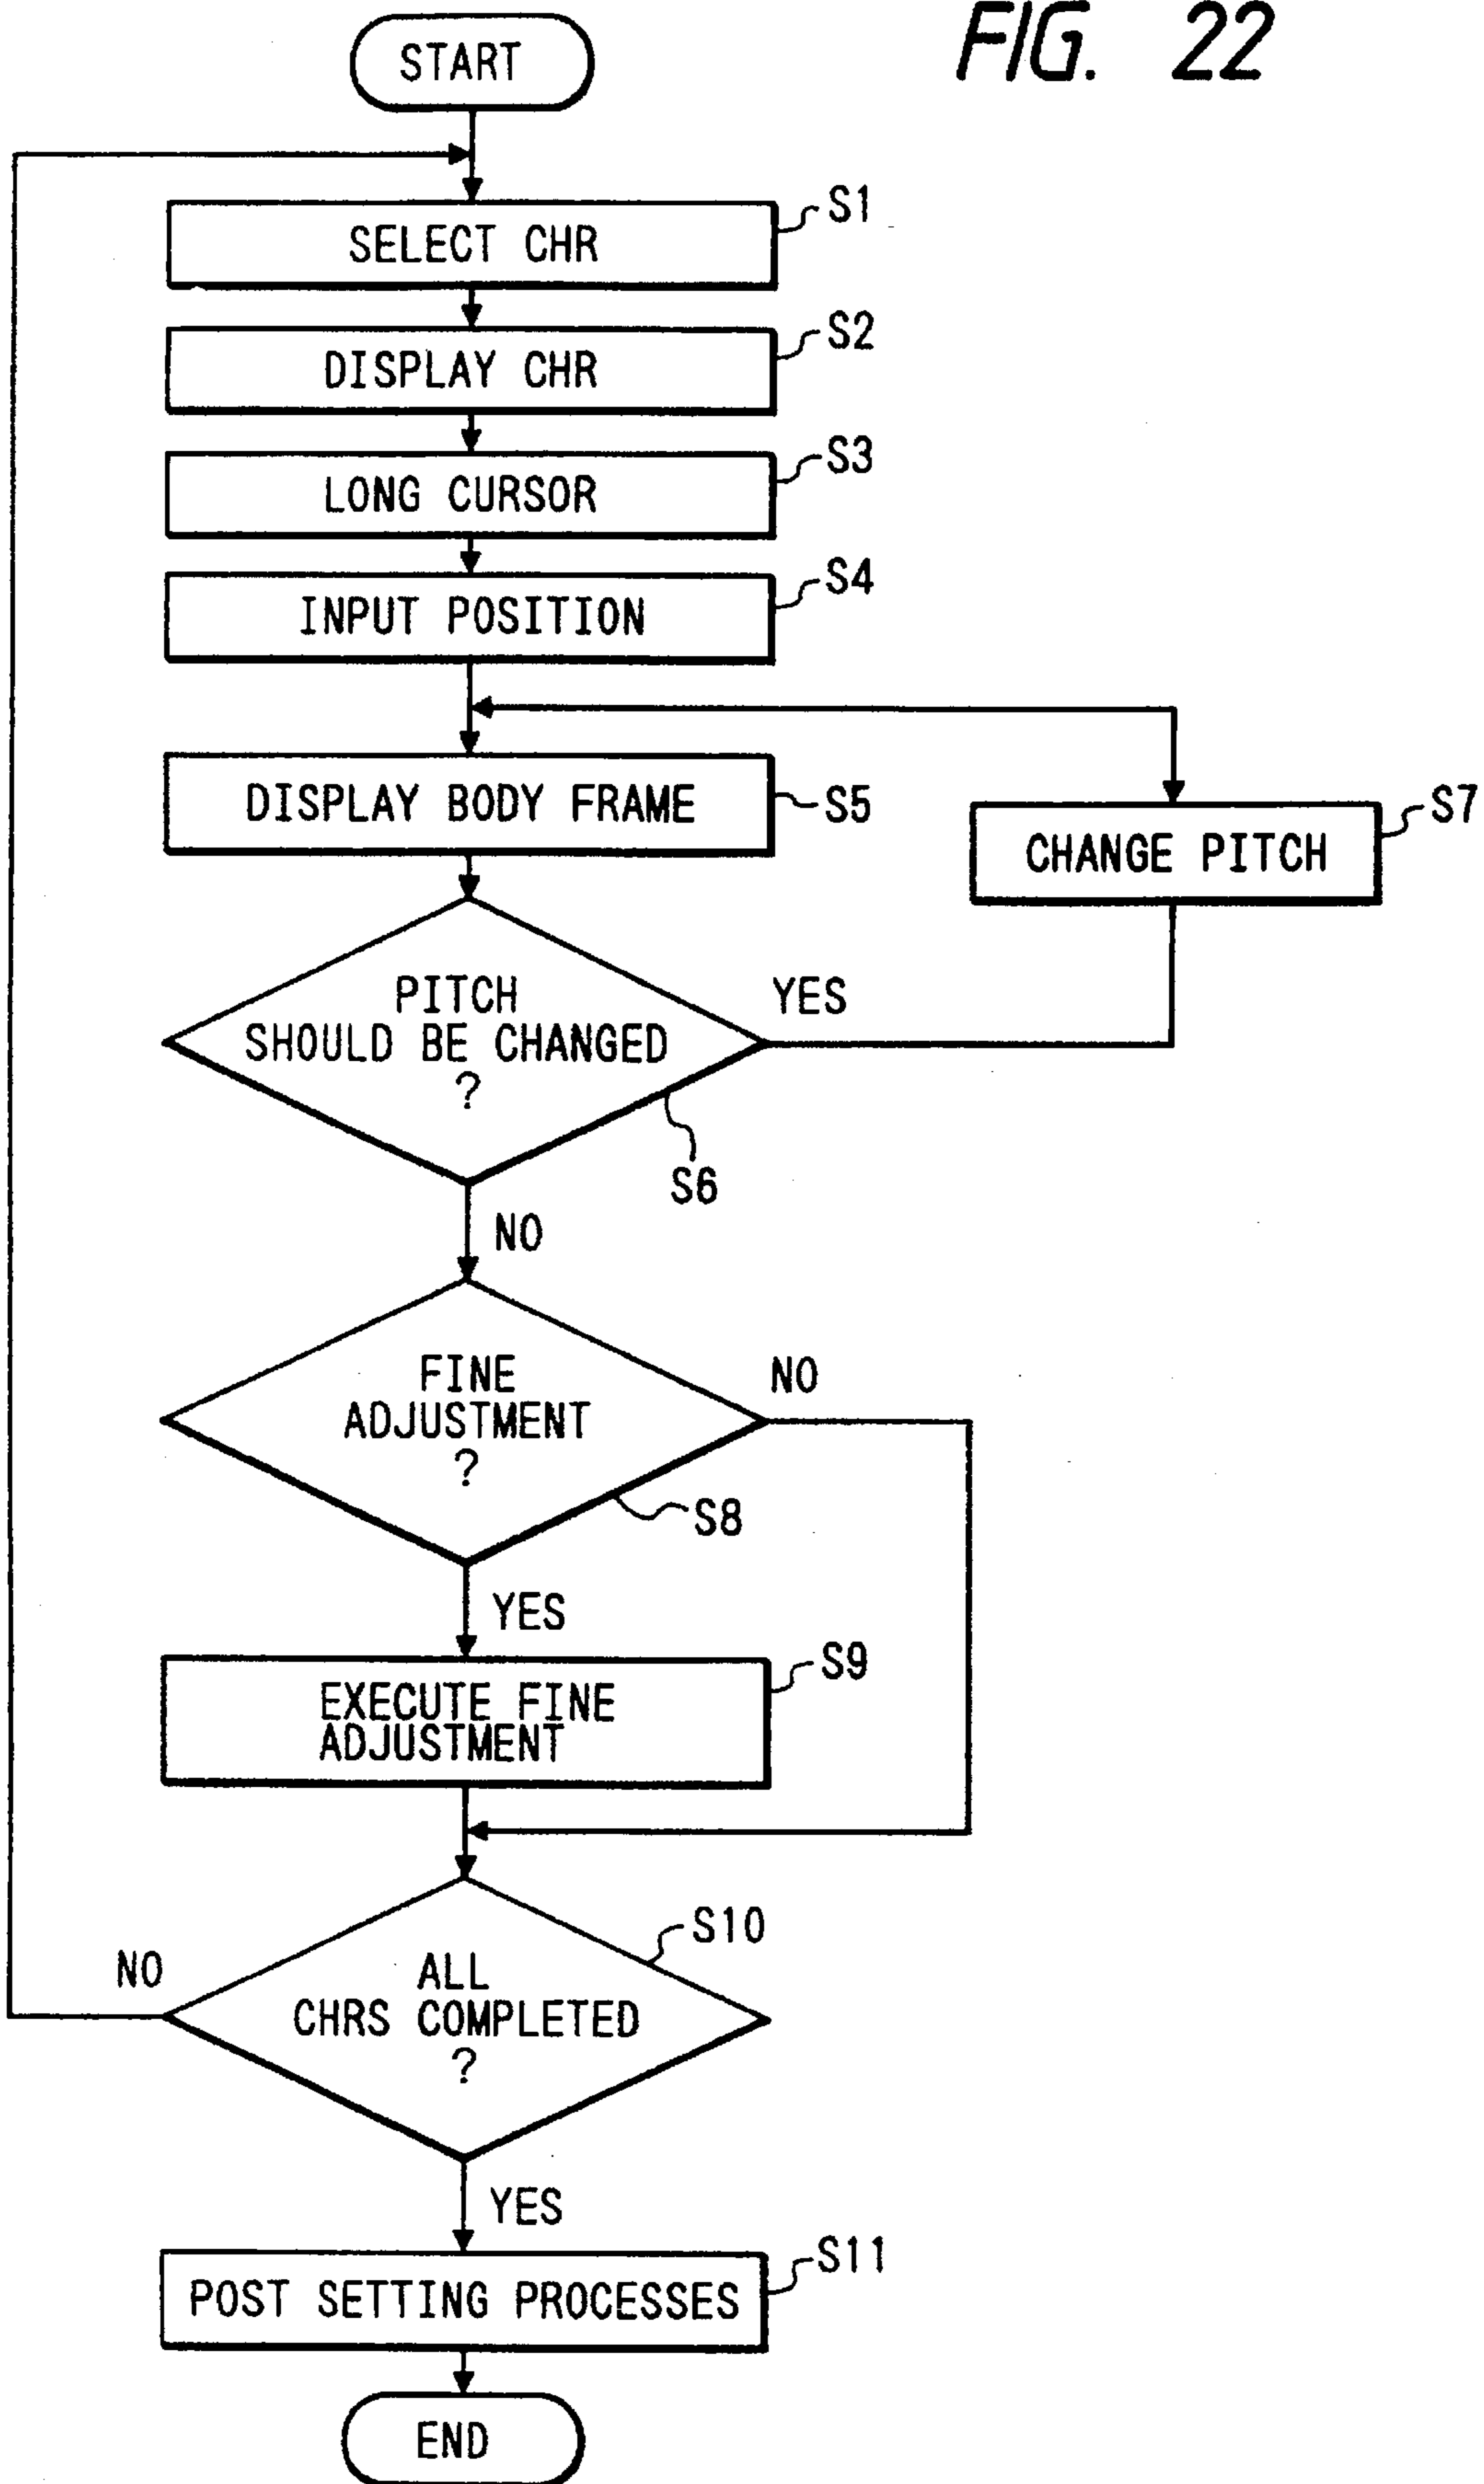 FIG. 22
START
S1
SELECT CHR
S2
DISPLAY CHR
S3
LONG CURSOR
S4
INPUT POSITION
DISPLAY BODY FRAME
S5
S7
CHANGE PITCH
PITCH
SHOULD BE CHANGED
?
YES
S6
NO
FINE
ADJUSTMENT
?
NO
S8
YES
S9
EXECUTE FINE
ADJUSTMENT
S10
NO
ALL
CHRS COMPLETED
?
YES
S11
POST SETTING PROCESSES
END